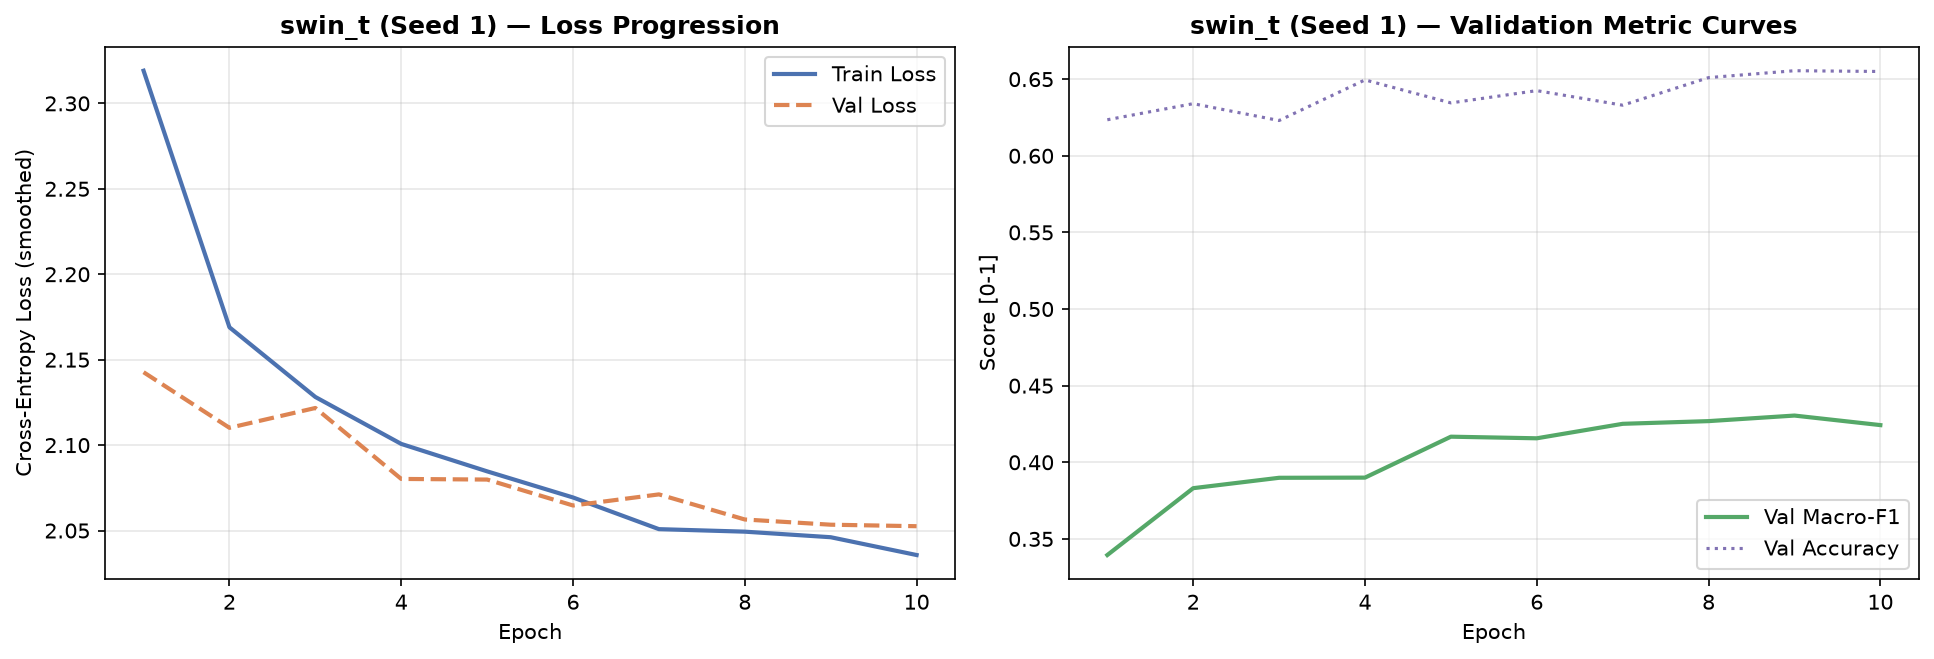 swin_t (Seed 1) — Loss Progression
Train Loss
Val Loss
Cross-Entropy Loss (smoothed)
2.30
2.25
2.20
2.15
2.10
2.05
2 4 6 8 10
Epoch
swin_t (Seed 1) — Validation Metric Curves
Score [0-1]
0.65
0.60
0.55
0.50
0.45
0.40
0.35
Val Macro-F1
Val Accuracy
2 4 6 8 10
Epoch